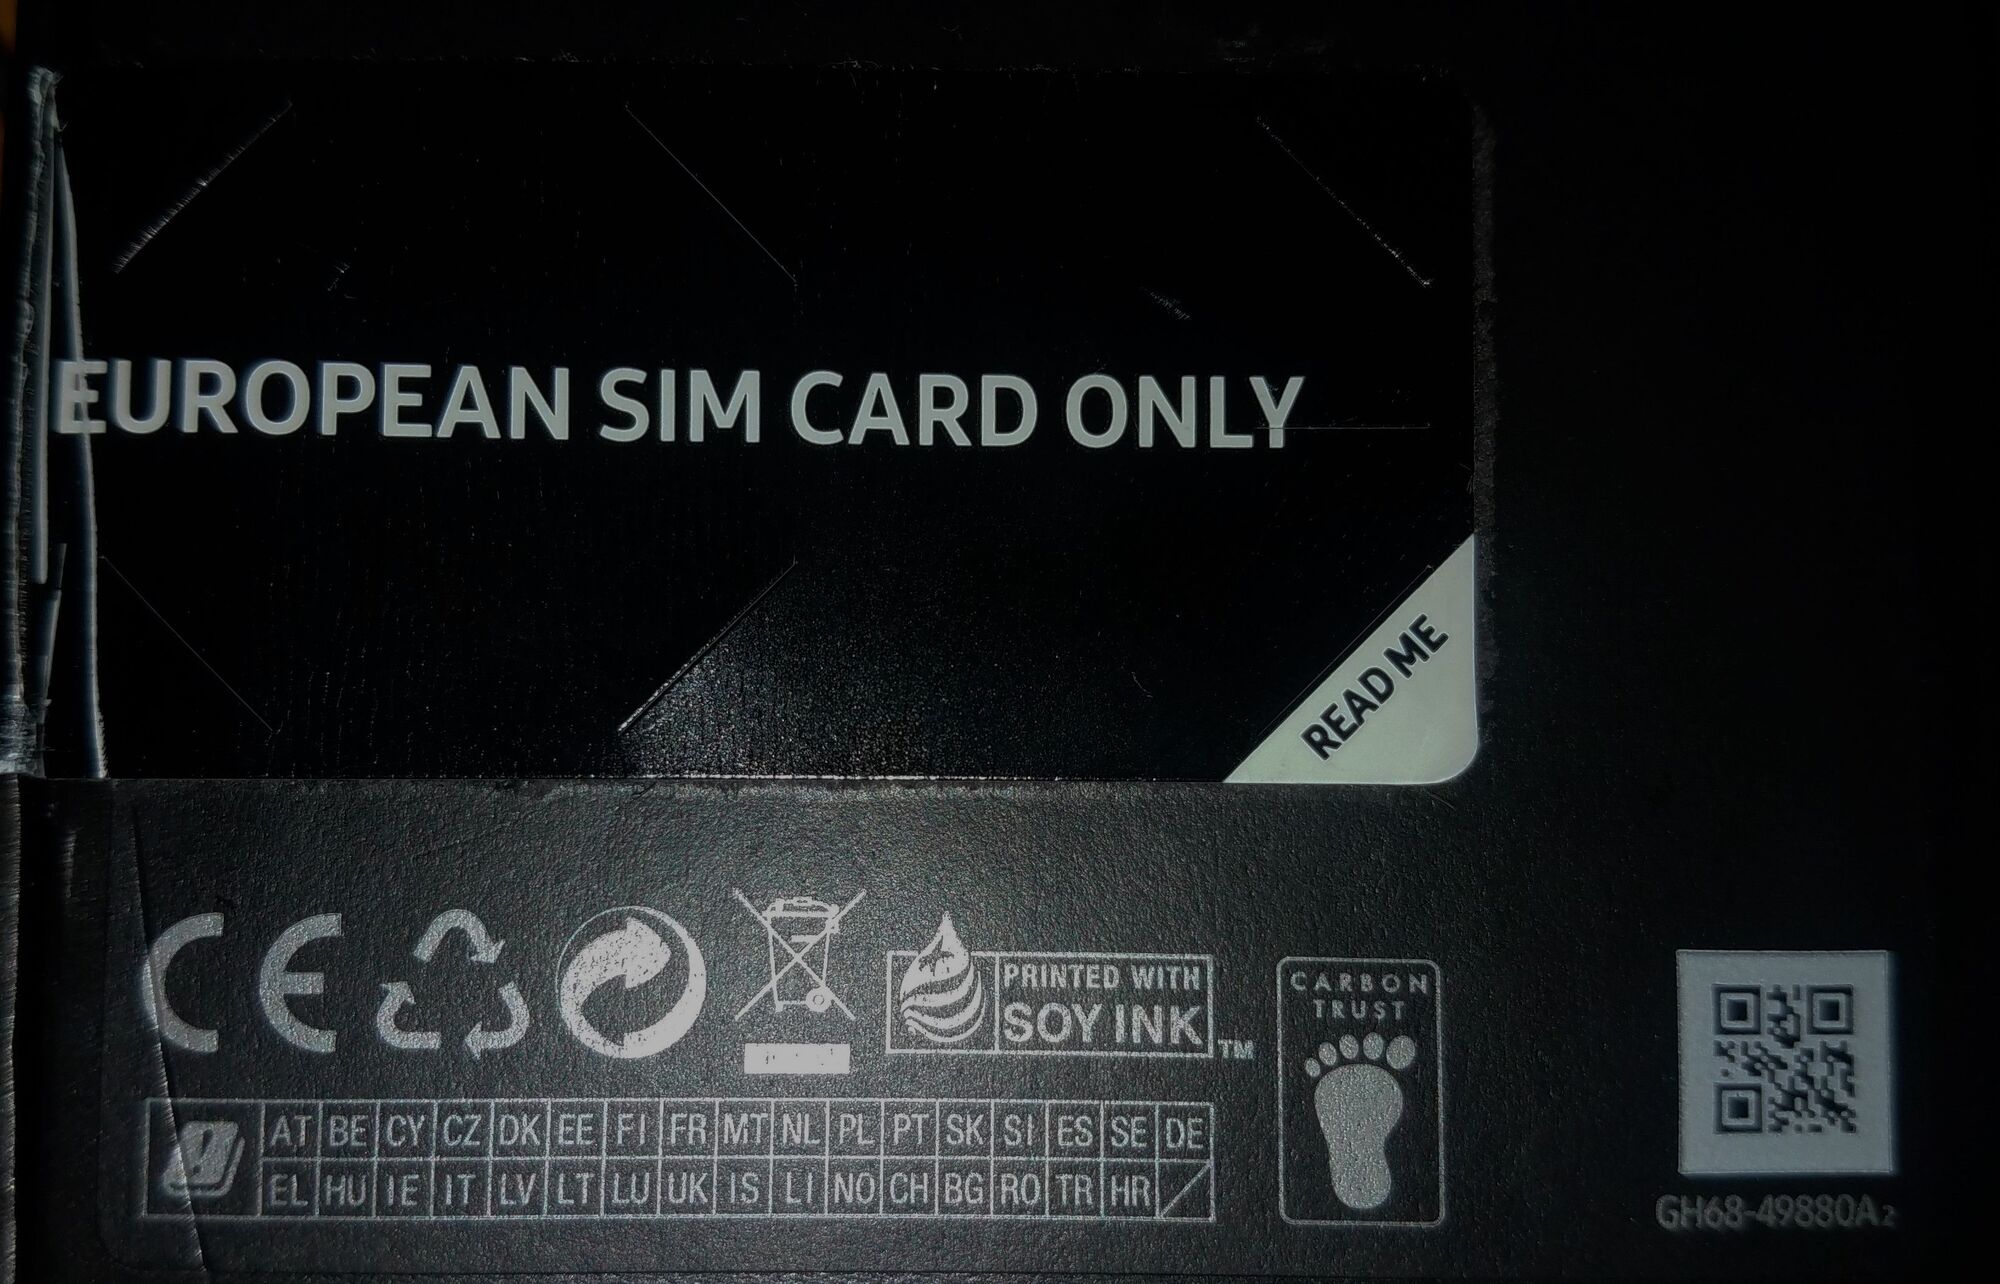 EUROPEAN SIM CARD ONLY
READ ME
CE
PRINTED WITH
SOY INK
TM
CARBON
TRUST
AT BE CY CZ DK EE FI FR MT NL PL PT SK SI ES SE DE
EL HU IE IT LV LT LU UK IS LI NO CH BG RO TR HR
GH68-49880A2